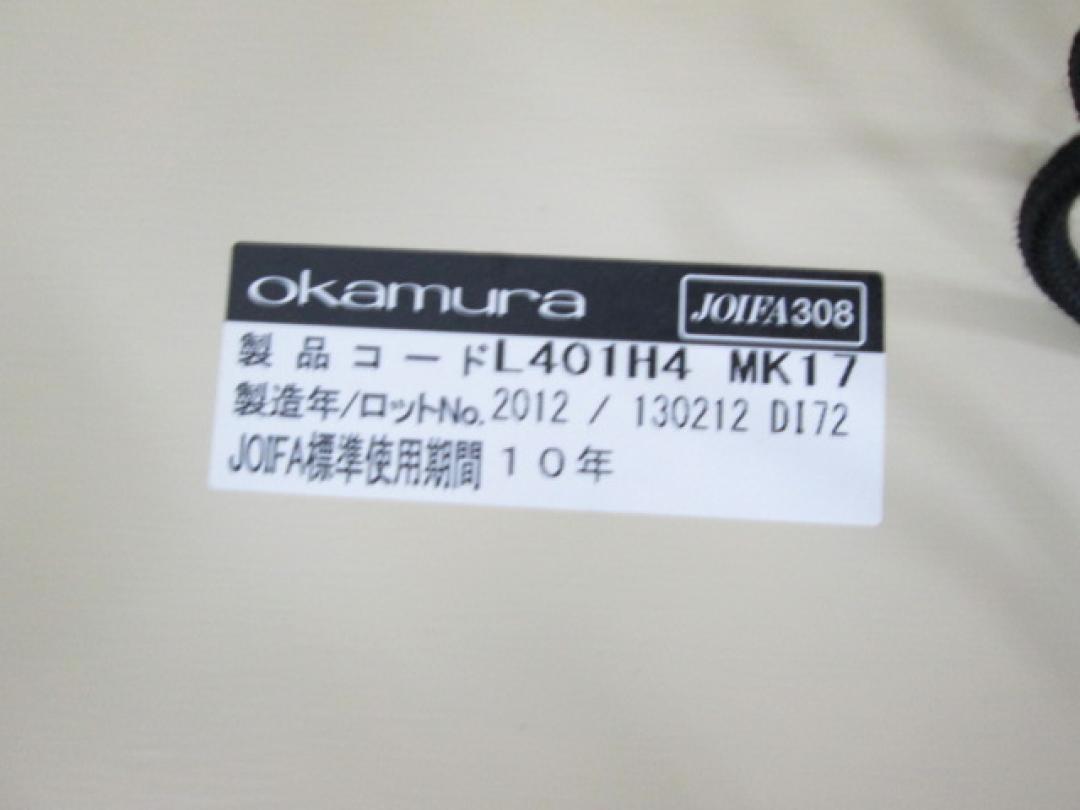 okamura JOIFA308
製品コードL401H4 MK17
製造年/ロットNo. 2012 / 130212 DI72
JOIFA標準使用期間 10年